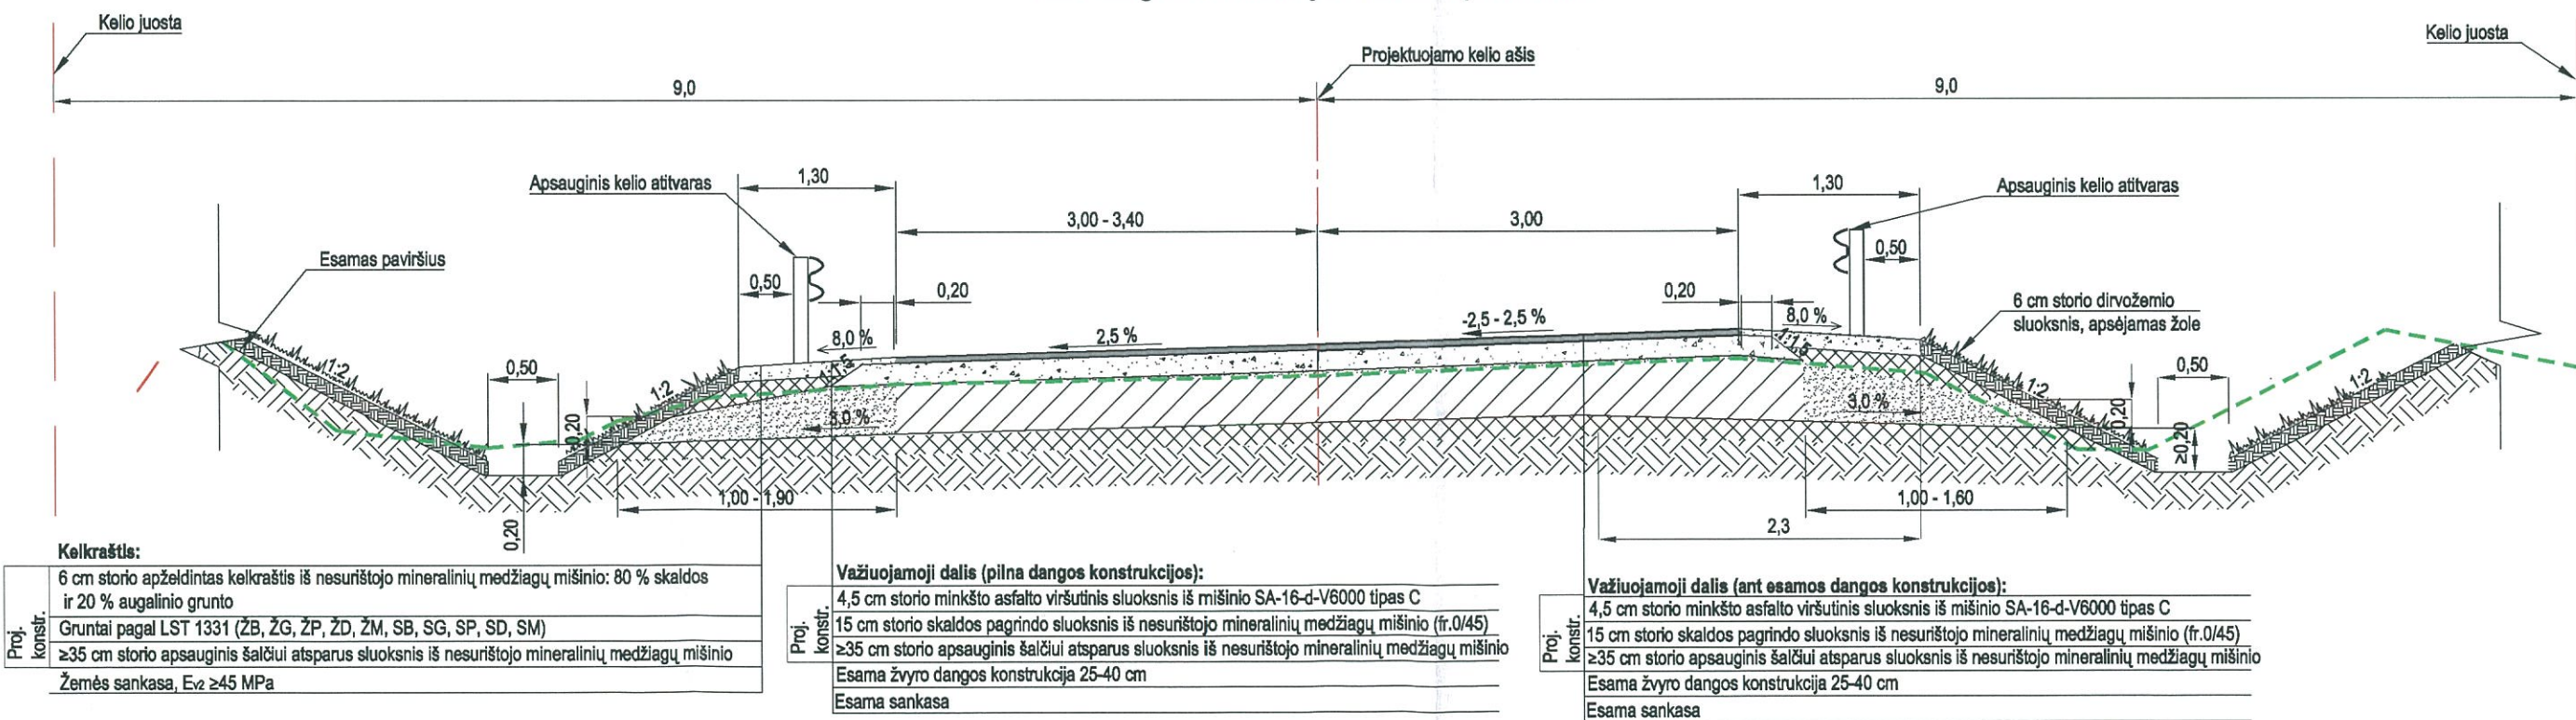 Kelio juosta
Kelio juosta
Projektuojamo kelio ašis
9,0
9,0
Apsauginis kelio atitvaras
1,30
1,30
Apsauginis kelio atitvaras
3,00 - 3,40
3,00
Esamas paviršius
0,50
0,20
0,20
0,50
6 cm storio dirvožemio
sluoksnis, apsėjamas žole
8,0 %
2,5 %
-2,5 - 2,5 %
8,0 %
1:2
0,50
1:2
1:1,5
1:2
0,50
1:2
0,20
3,0 %
3,0 %
0,20
≥0,20
1,00 - 1,90
1,00 - 1,60
0,20
2,3
Kelkraštis:
Proj.
konstr.
6 cm storio apželdintas kelkraštis iš nesurištojo mineralinių medžiagų mišinio: 80 % skaldos
ir 20 % augalinio grunto
Gruntai pagal LST 1331 (ŽB, ŽG, ŽP, ŽD, ŽM, SB, SG, SP, SD, SM)
≥35 cm storio apsauginis šalčiui atsparus sluoksnis iš nesurištojo mineralinių medžiagų mišinio
Žemės sankasa, Ev2 ≥45 MPa
Važiuojamoji dalis (pilna dangos konstrukcijos):
Proj.
konstr.
4,5 cm storio minkšto asfalto viršutinis sluoksnis iš mišinio SA-16-d-V6000 tipas C
15 cm storio skaldos pagrindo sluoksnis iš nesurištojo mineralinių medžiagų mišinio (fr.0/45)
≥35 cm storio apsauginis šalčiui atsparus sluoksnis iš nesurištojo mineralinių medžiagų mišinio
Esama žvyro dangos konstrukcija 25-40 cm
Esama sankasa
Važiuojamoji dalis (ant esamos dangos konstrukcijos):
Proj.
konstr.
4,5 cm storio minkšto asfalto viršutinis sluoksnis iš mišinio SA-16-d-V6000 tipas C
15 cm storio skaldos pagrindo sluoksnis iš nesurištojo mineralinių medžiagų mišinio (fr.0/45)
≥35 cm storio apsauginis šalčiui atsparus sluoksnis iš nesurištojo mineralinių medžiagų mišinio
Esama žvyro dangos konstrukcija 25-40 cm
Esama sankasa